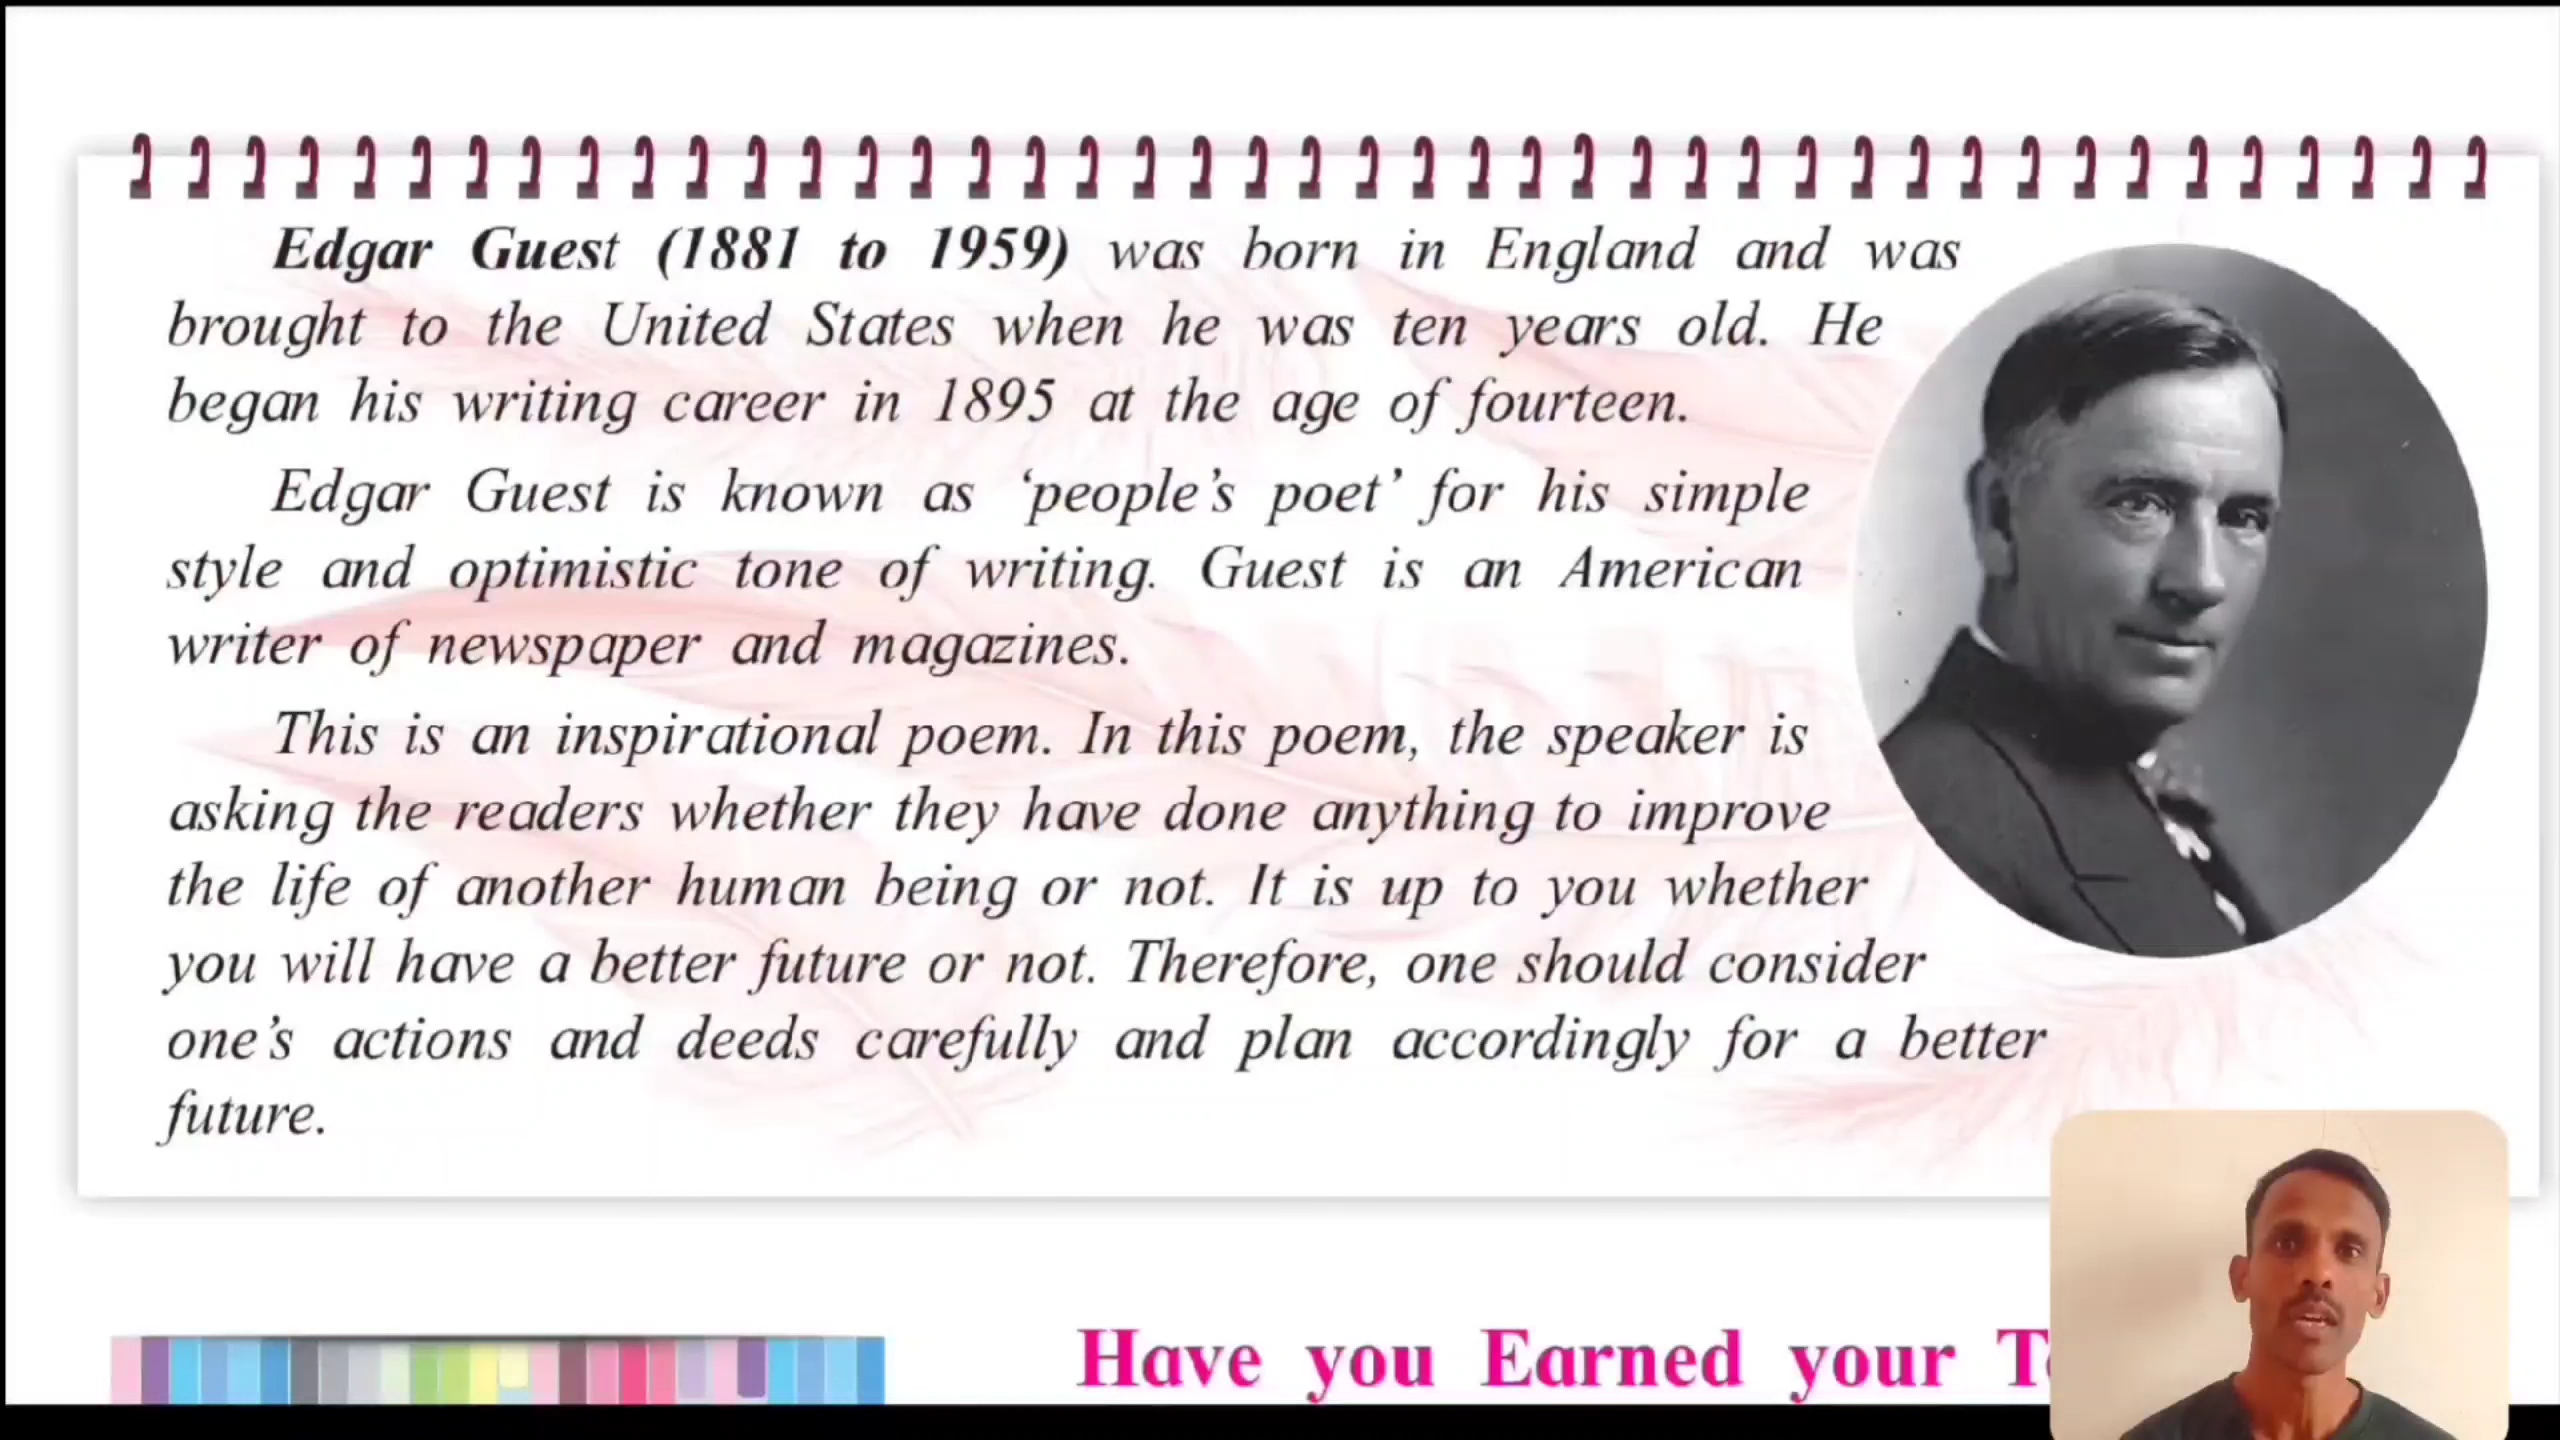 Edgar Guest (1881 to 1959) was born in England and was
brought to the United States when he was ten years old. He
began his writing career in 1895 at the age of fourteen.
Edgar Guest is known as ‘people’s poet’ for his simple
style and optimistic tone of writing. Guest is an American
writer of newspaper and magazines.
This is an inspirational poem. In this poem, the speaker is
asking the readers whether they have done anything to improve
the life of another human being or not. It is up to you whether
you will have a better future or not. Therefore, one should consider
one’s actions and deeds carefully and plan accordingly for a better
future.
Have you Earned your